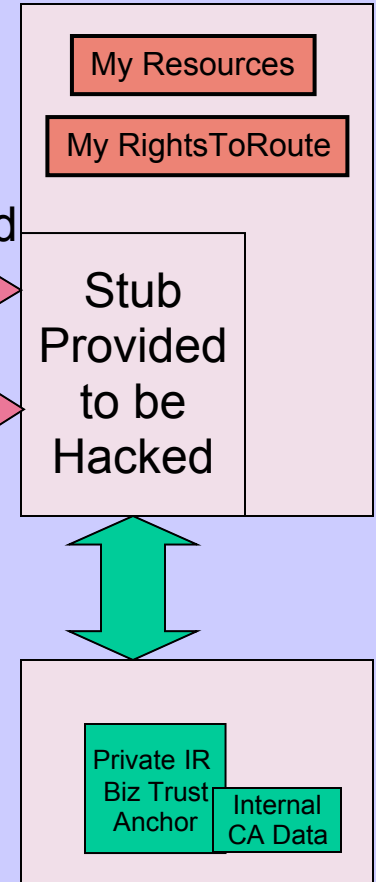 My Resources
My RightsToRoute
d
Stub
Provided
to be
Hacked
Private IR
Biz Trust
Anchor
Internal
CA Data